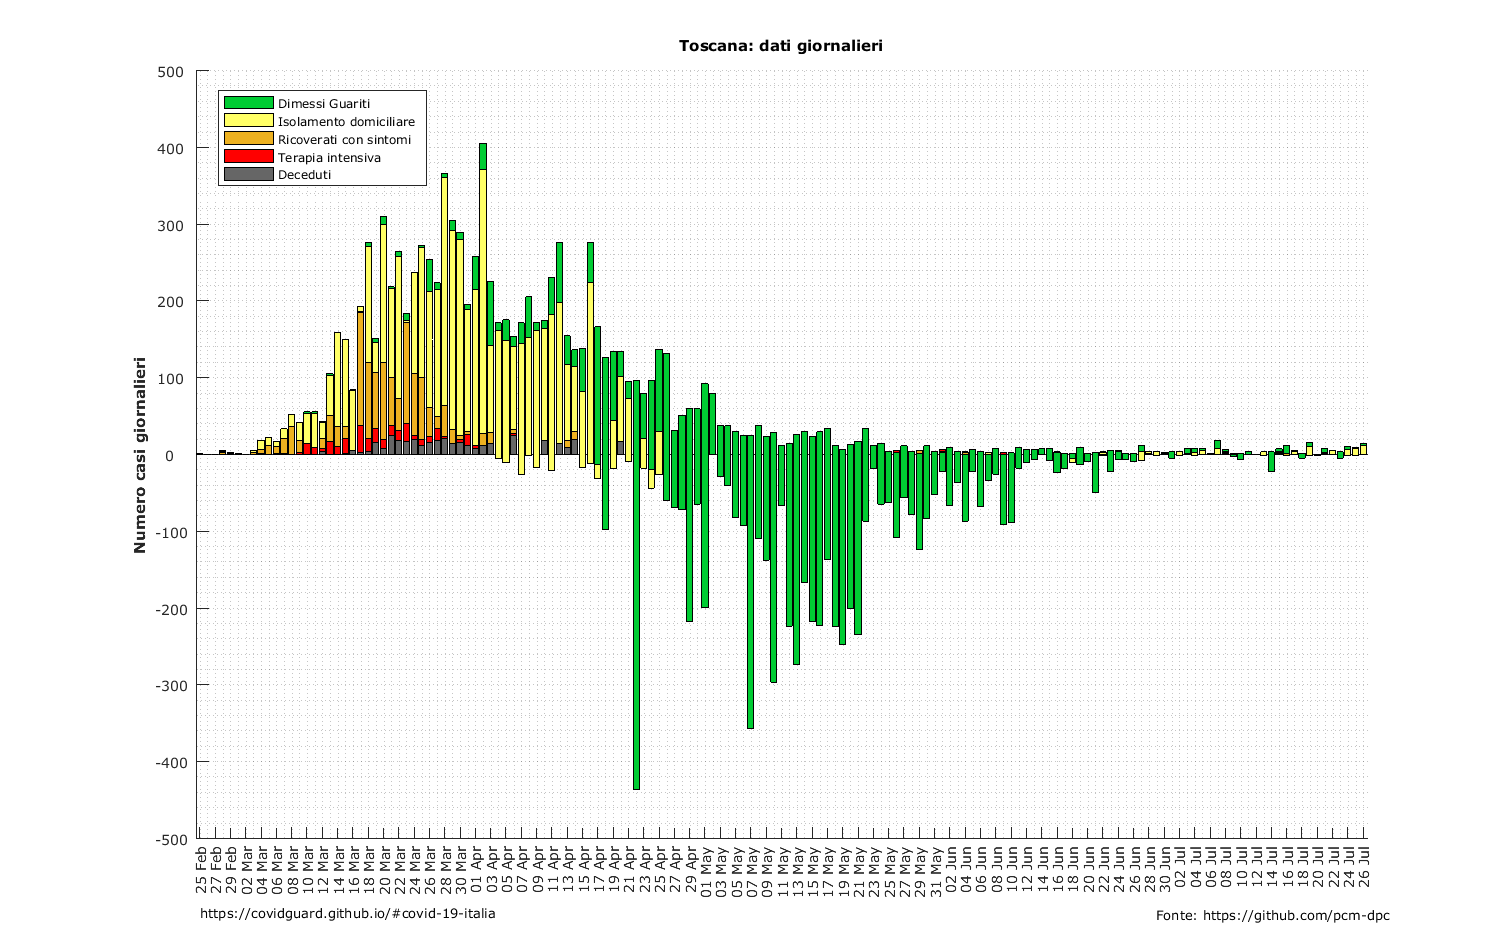 Toscana: dati giornalieri
500
400
300
200
100
0
-100
-200
-300
-400
-500
Numero casi giornalieri
Dimessi Guariti
Isolamento domiciliare
Ricoverati con sintomi
Terapia intensiva
Deceduti
25 Feb
27 Feb
29 Feb
02 Mar
04 Mar
06 Mar
08 Mar
10 Mar
12 Mar
14 Mar
16 Mar
18 Mar
20 Mar
22 Mar
24 Mar
26 Mar
28 Mar
30 Mar
01 Apr
03 Apr
05 Apr
07 Apr
09 Apr
11 Apr
13 Apr
15 Apr
17 Apr
19 Apr
21 Apr
23 Apr
25 Apr
27 Apr
29 Apr
01 May
03 May
05 May
07 May
09 May
11 May
13 May
15 May
17 May
19 May
21 May
23 May
25 May
27 May
29 May
31 May
02 Jun
04 Jun
06 Jun
08 Jun
10 Jun
12 Jun
14 Jun
16 Jun
18 Jun
20 Jun
22 Jun
24 Jun
26 Jun
28 Jun
30 Jun
02 Jul
04 Jul
06 Jul
08 Jul
10 Jul
12 Jul
14 Jul
16 Jul
18 Jul
20 Jul
22 Jul
24 Jul
26 Jul
https://covidguard.github.io/#covid-19-italia
Fonte: https://github.com/pcm-dpc